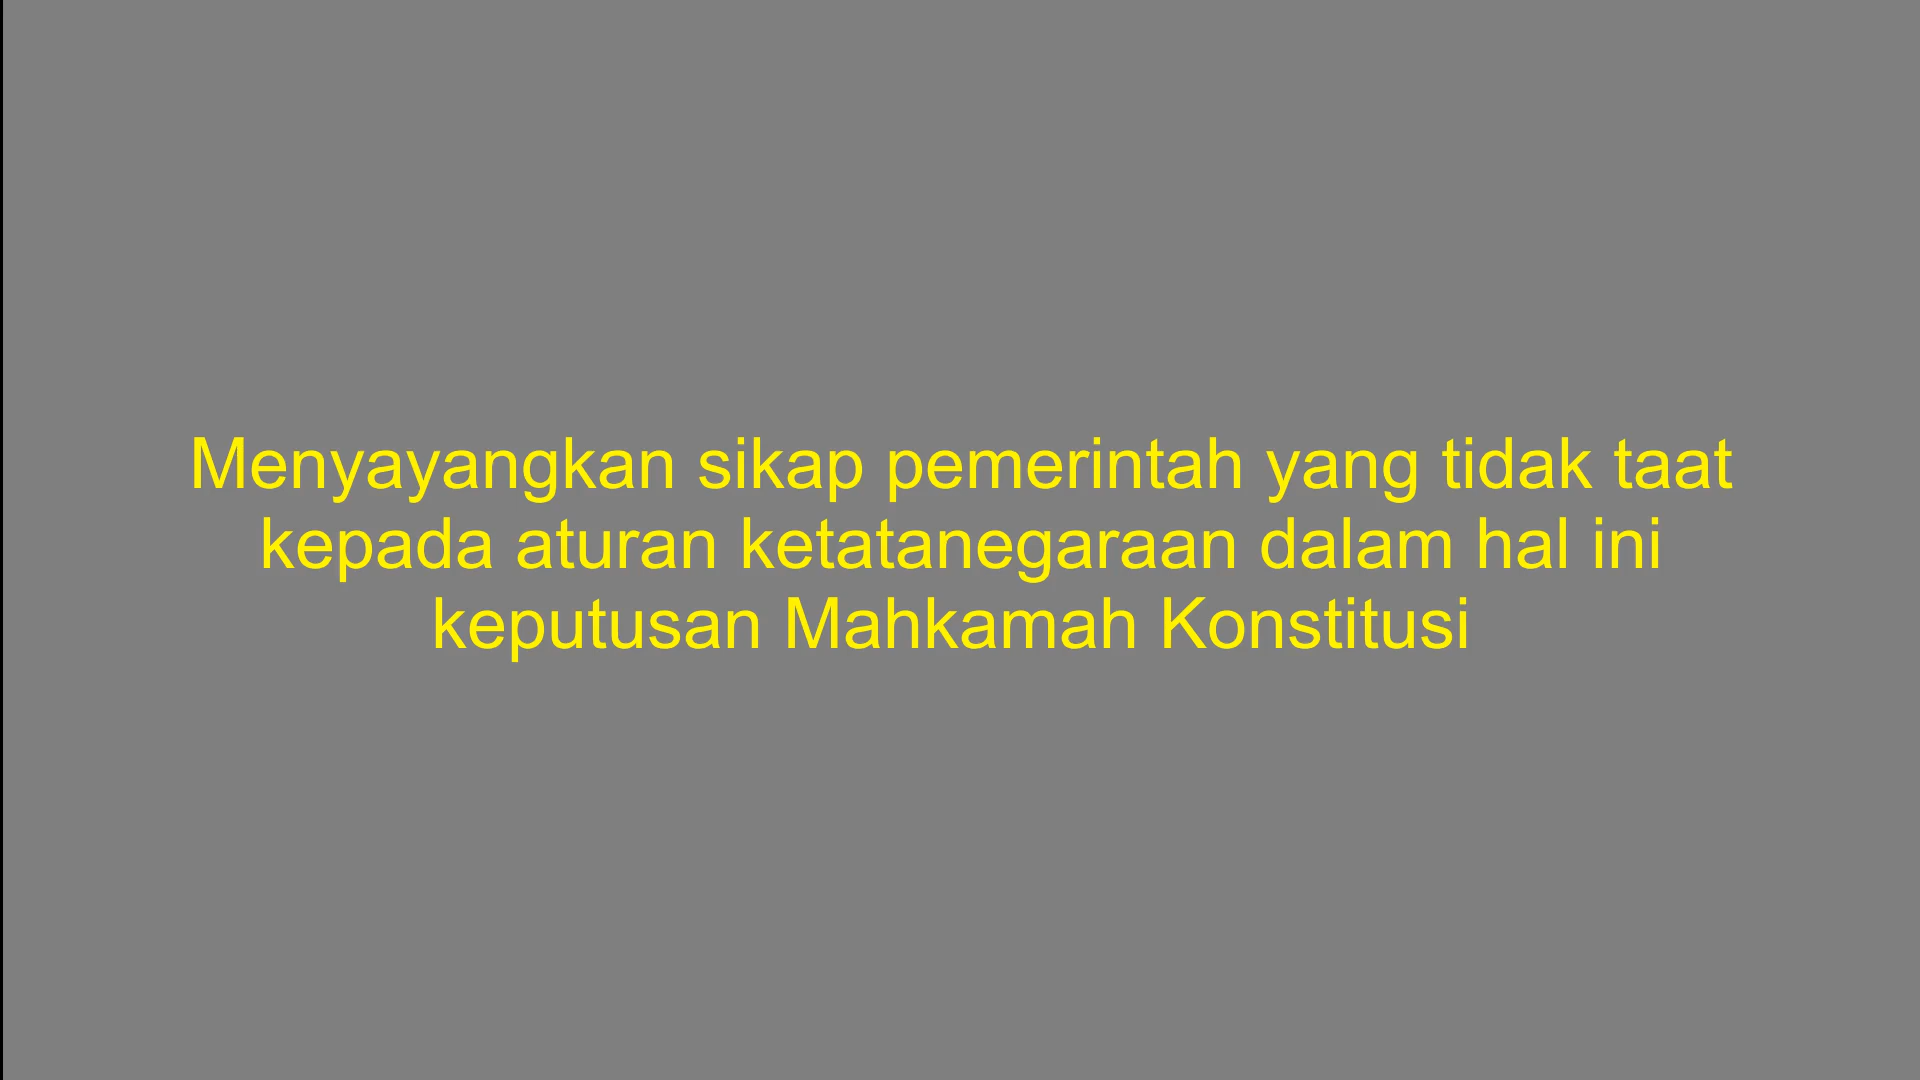 Menyayangkan sikap pemerintah yang tidak taat
kepada aturan ketatanegaraan dalam hal ini
keputusan Mahkamah Konstitusi